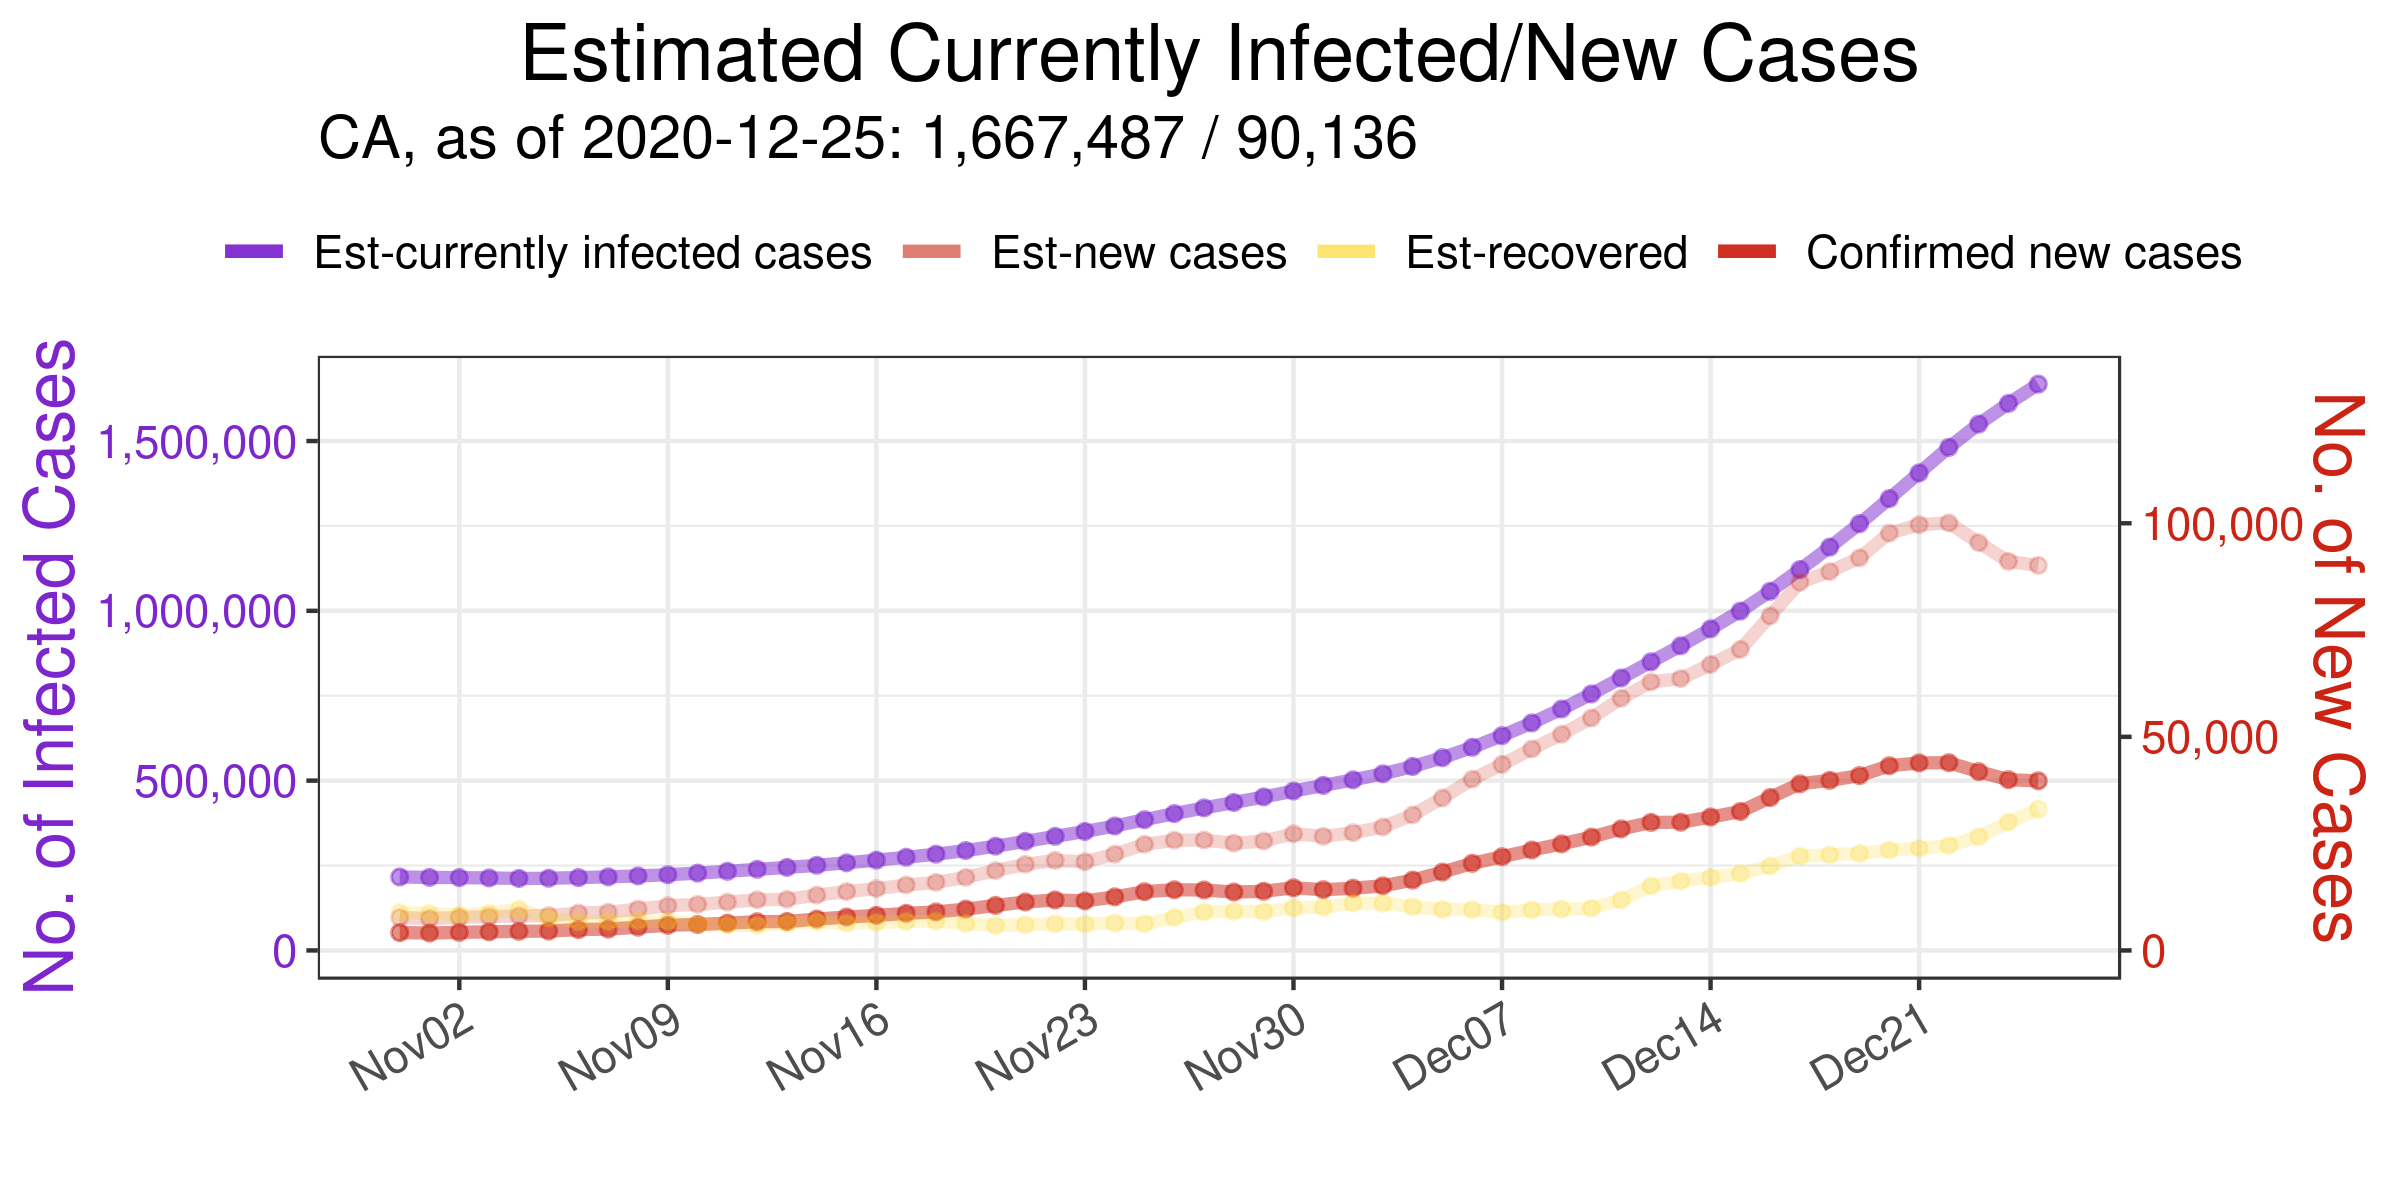 Estimated Currently Infected/New Cases
CA, as of 2020-12-25: 1,667,487 / 90,136
Est-currently infected cases Est-new cases Est-recovered Confirmed new cases
No. of Infected Cases
1,500,000
1,000,000
500,000
0
100,000
50,000
0
No. of New Cases
Nov02 Nov09 Nov16 Nov23 Nov30 Dec07 Dec14 Dec21